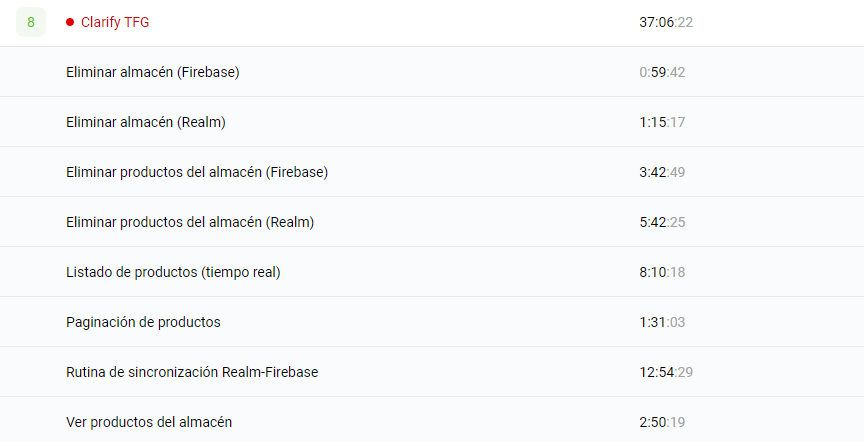 8 Clarify TFG 37:06:22
Eliminar almacén (Firebase) 0:59:42
Eliminar almacén (Realm) 1:15:17
Eliminar productos del almacén (Firebase) 3:42:49
Eliminar productos del almacén (Realm) 5:42:25
Listado de productos (tiempo real) 8:10:18
Paginación de productos 1:31:03
Rutina de sincronización Realm-Firebase 12:54:29
Ver productos del almacén 2:50:19